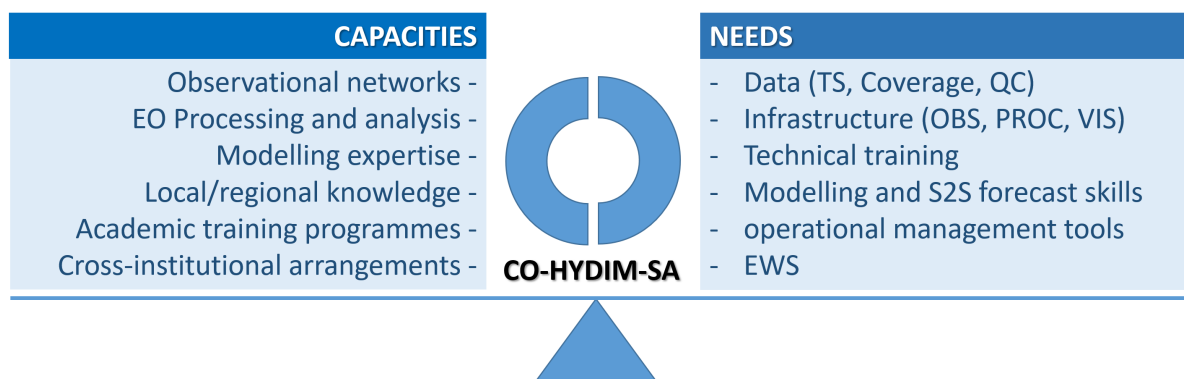 CAPACITIES
Observational networks -
EO Processing and analysis -
Modelling expertise -
Local/regional knowledge -
Academic training programmes -
Cross-institutional arrangements -
CO-HYDIM-SA
NEEDS
- Data (TS, Coverage, QC)
- Infrastructure (OBS, PROC, VIS)
- Technical training
- Modelling and S2S forecast skills
- operational management tools
- EWS